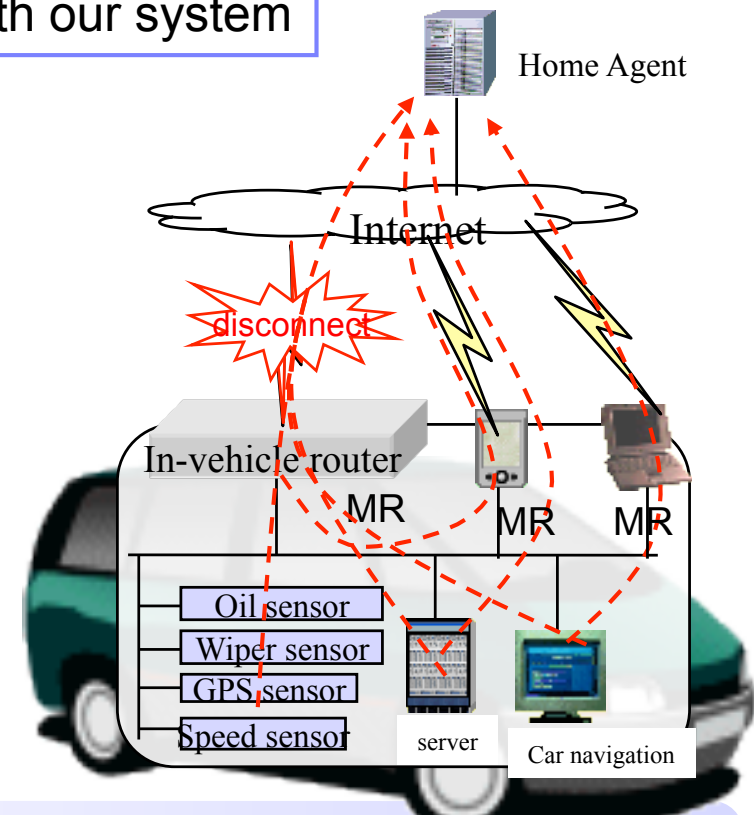 th our system
Home Agent
Internet
disconnect
In-vehicle router
MR
MR
MR
Oil sensor
Wiper sensor
GPS sensor
Speed sensor
server
Car navigation